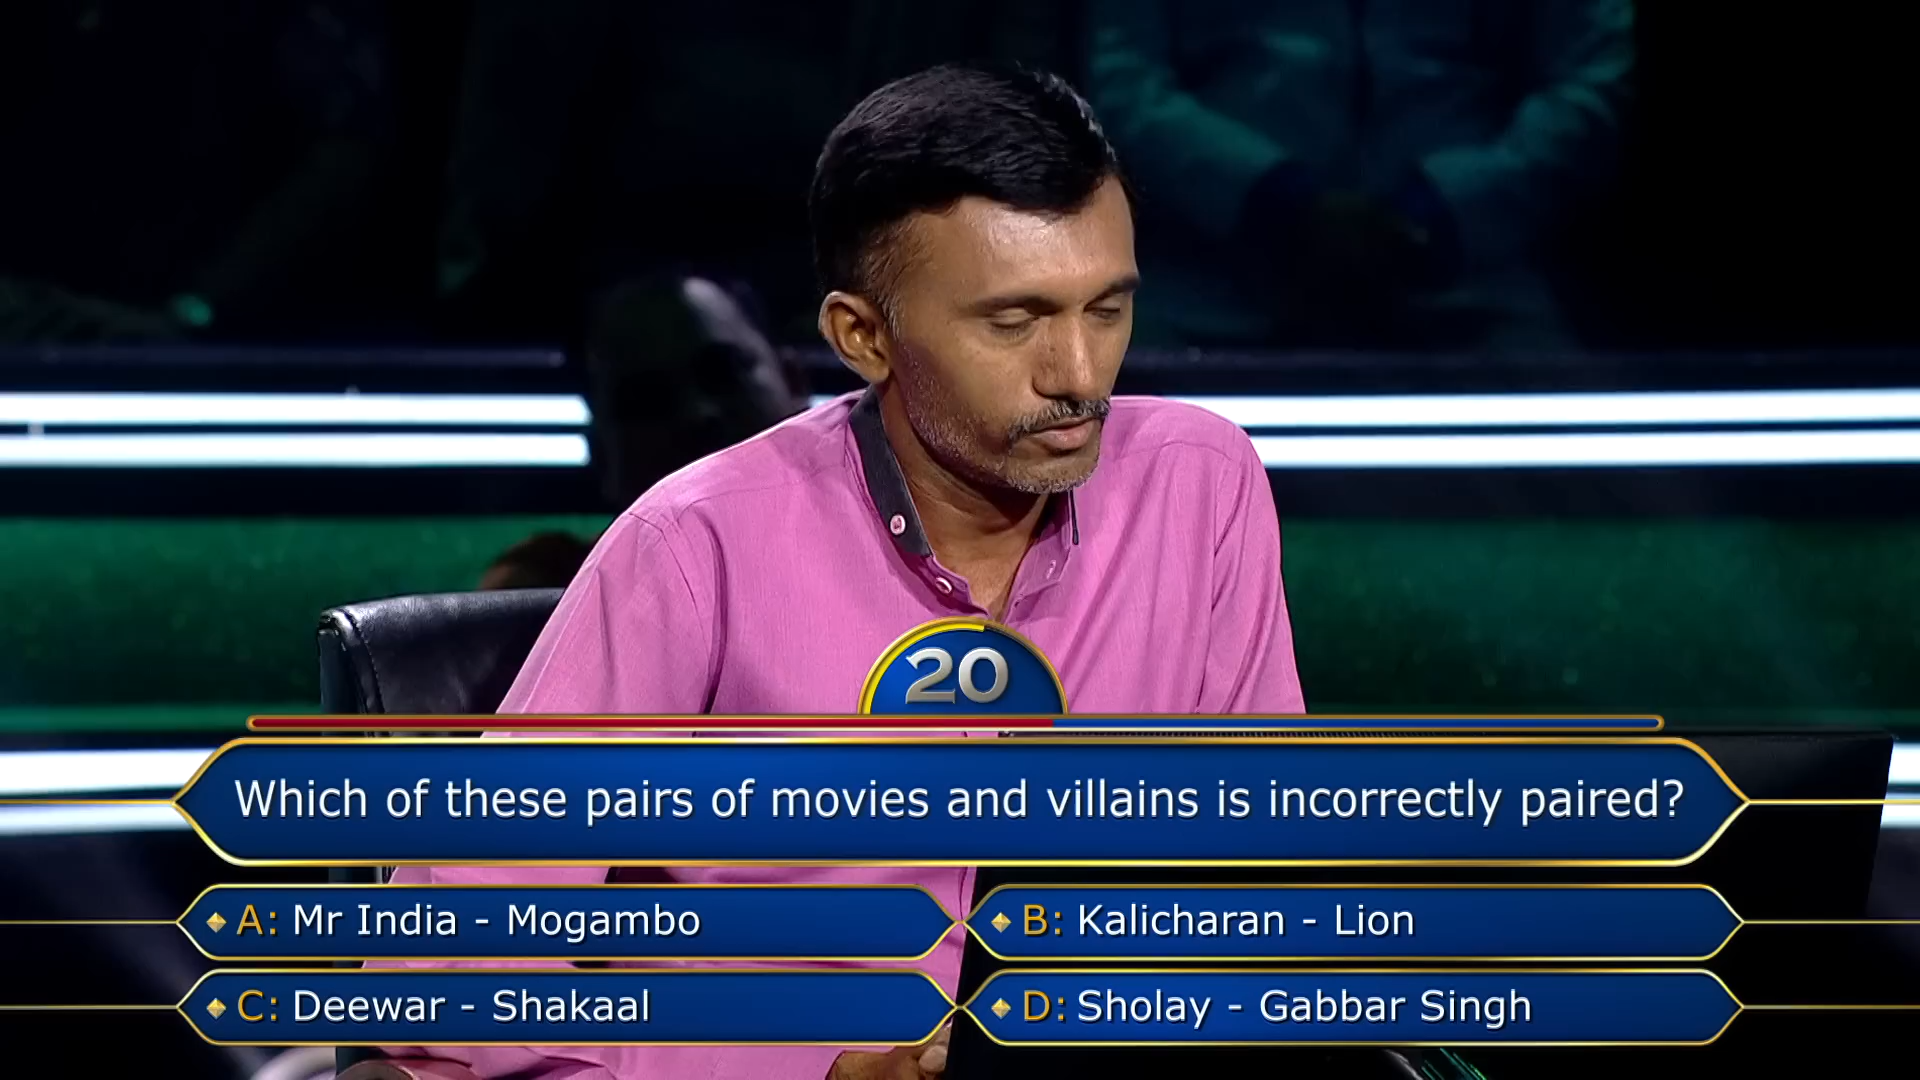 20
Which of these pairs of movies and villains is incorrectly paired?
A: Mr India - Mogambo
B: Kalicharan - Lion
C: Deewar - Shakaal
D: Sholay - Gabbar Singh